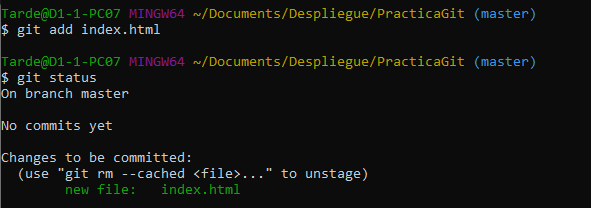 Tarde@D1-1-PC07 MINGW64 ~/Documents/Despliegue/PracticaGit (master)
$ git add index.html

Tarde@D1-1-PC07 MINGW64 ~/Documents/Despliegue/PracticaGit (master)
$ git status
On branch master

No commits yet

Changes to be committed:
  (use "git rm --cached <file>..." to unstage)
        new file:   index.html